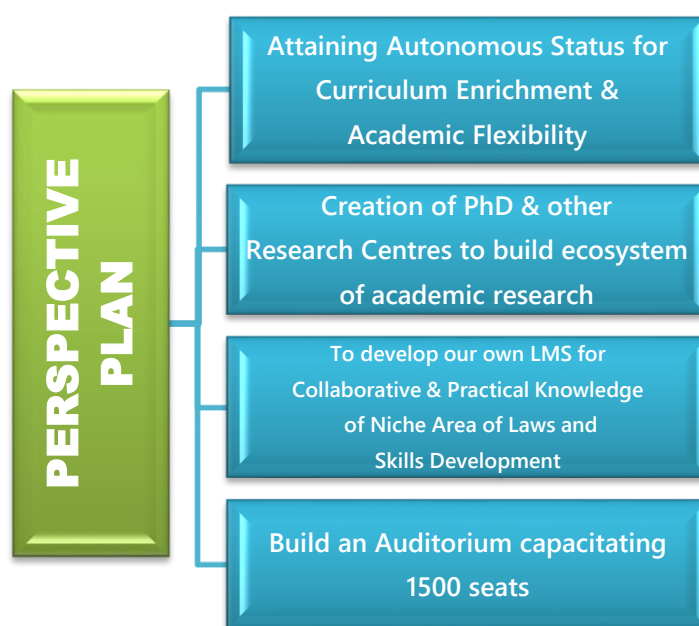 PERSPECTIVE
PLAN
Attaining Autonomous Status for
Curriculum Enrichment &
Academic Flexibility
Creation of PhD & other
Research Centres to build ecosystem
of academic research
To develop our own LMS for
Collaborative & Practical Knowledge
of Niche Area of Laws and
Skills Development
Build an Auditorium capacitating
1500 seats